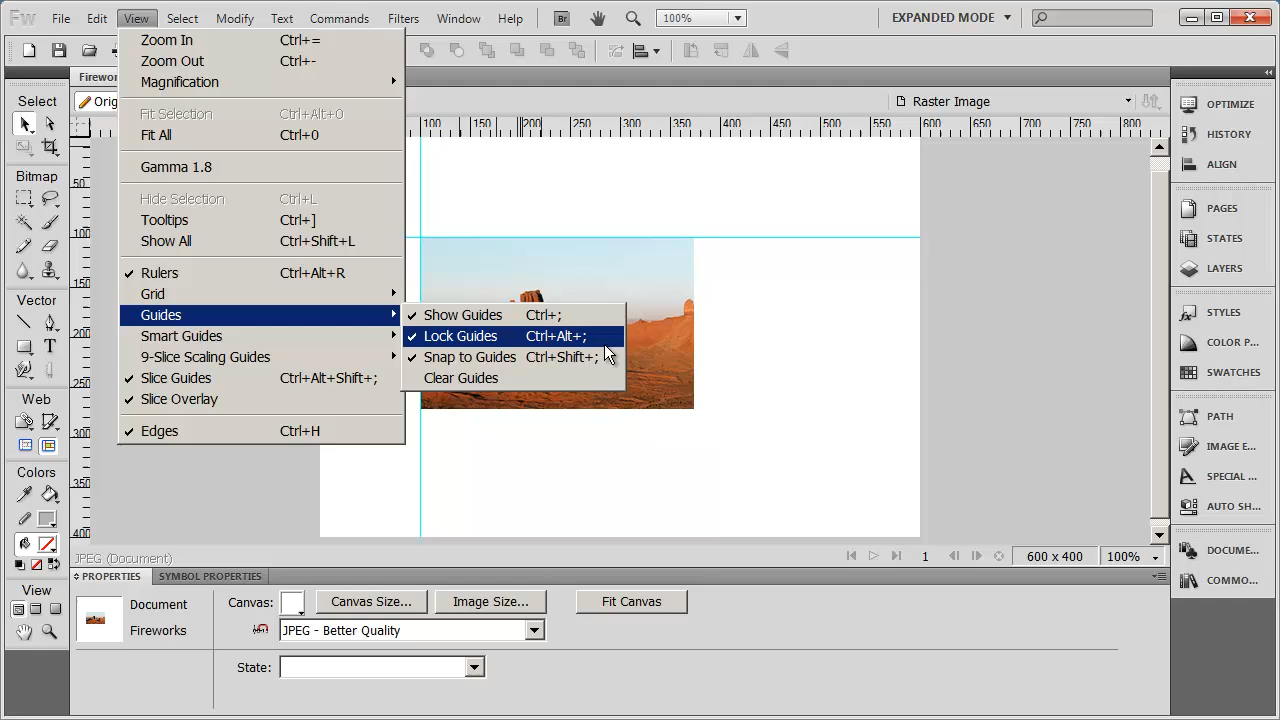 Fw File Edit View Select Modify Text Commands Filters Window Help Br 100% EXPANDED MODE
Firewor
Orig
Raster Image
100 150 200 250 300 350 400 450 500 550 600 650 700 750 800
50
100
300
350
400
Zoom In Ctrl+=
Zoom Out Ctrl+-
Magnification
Fit Selection Ctrl+Alt+0
Fit All Ctrl+0
Gamma 1.8
Hide Selection Ctrl+L
Tooltips Ctrl+]
Show All Ctrl+Shift+L
Rulers Ctrl+Alt+R
Grid
Guides
Smart Guides
9-Slice Scaling Guides
Slice Guides Ctrl+Alt+Shift+;
Slice Overlay
Edges Ctrl+H
Show Guides Ctrl+;
Lock Guides Ctrl+Alt+;
Snap to Guides Ctrl+Shift+;
Clear Guides
Select
Bitmap
Vector
T
Web
Colors
View
OPTIMIZE
HISTORY
ALIGN
PAGES
STATES
LAYERS
STYLES
COLOR P...
SWATCHES
PATH
IMAGE E...
SPECIAL ...
AUTO SH...
DOCUME...
COMMO...
JPEG (Document)
1 600 x 400 100%
PROPERTIES SYMBOL PROPERTIES
Document
Fireworks
Canvas: Canvas Size... Image Size... Fit Canvas
JPEG - Better Quality
State: